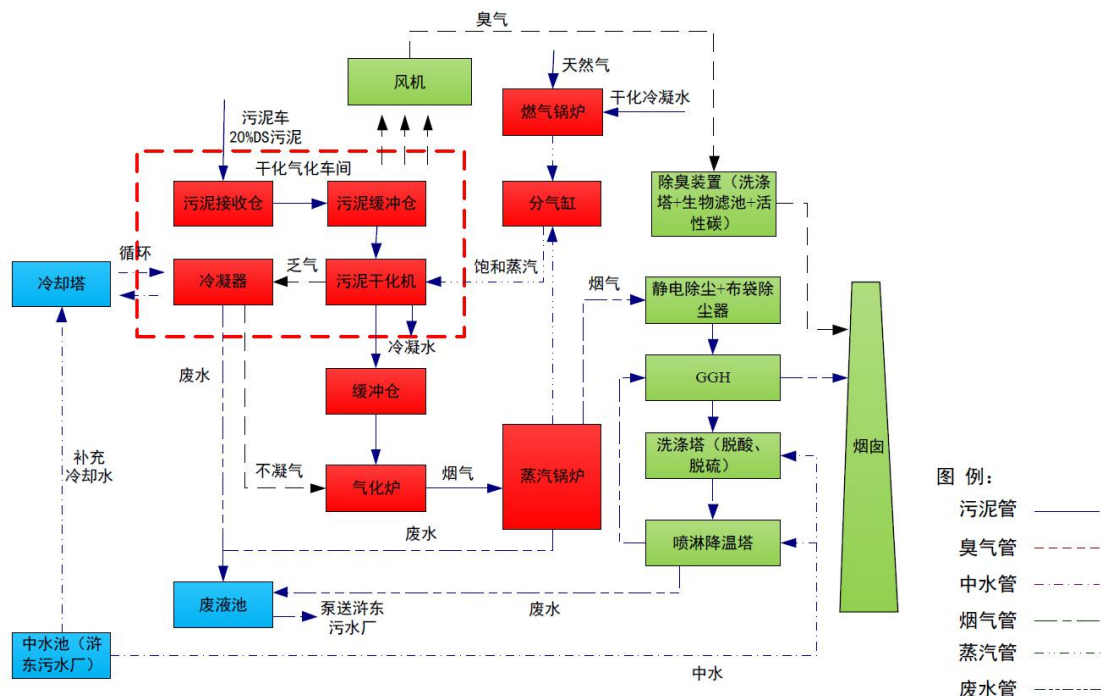 臭气
风机
天然气
燃气锅炉
干化冷凝水
污泥车
20%DS污泥
干化气化车间
污泥接收仓
污泥缓冲仓
分气缸
除臭装置（洗涤
塔+生物滤池+活
性碳）
循环
冷却塔
冷凝器
乏气
污泥干化机
饱和蒸汽
烟气
静电除尘+布袋除
尘器
冷凝水
废水
缓冲仓
GGH
补充
冷却水
不凝气
气化炉
烟气
蒸汽锅炉
洗涤塔（脱酸、
脱硫）
烟囱
废水
喷淋降温塔
废液池
泵送浒东
污水厂
废水
中水池（浒
东污水厂）
中水
图 例：
污泥管
臭气管
中水管
烟气管
蒸汽管
废水管